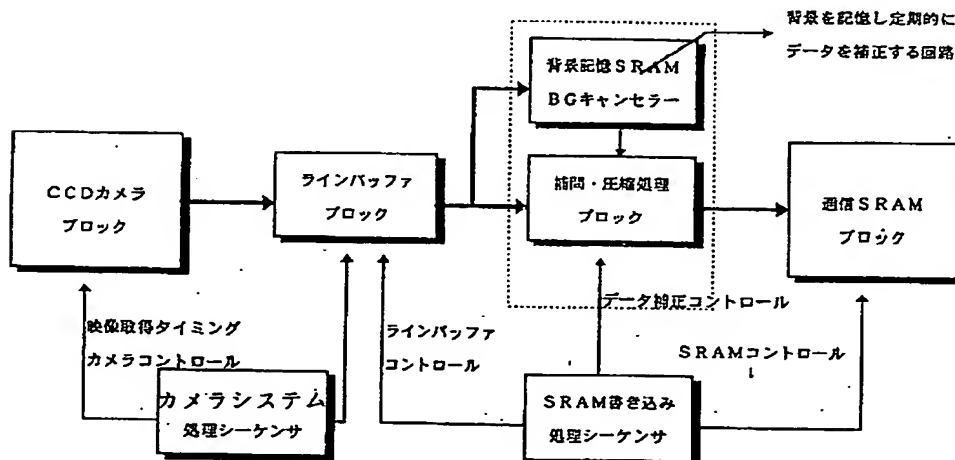 背景を記憶し定期的に
データを補正する回路
背景記憶SRAM
BGキャンセラー
CCDカメラ
ブロック
ラインバッファ
ブロック
補間・圧縮処理
ブロック
通信SRAM
ブロック
データ補正コントロール
映像取得タイミング
カメラコントロール
ラインバッファ
コントロール
SRAMコントロール
カメラシステム
処理シーケンサ
SRAM書き込み
処理シーケンサ